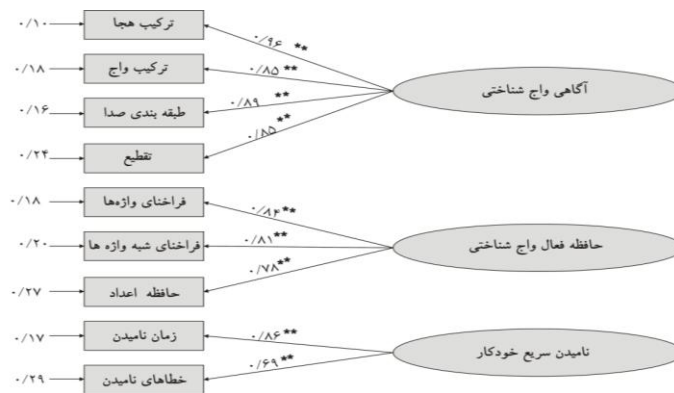 ۰/۱۰
ترکیب هجا
۰/۹۶ **
۰/۱۸
ترکیب واج
۰/۸۵ **
آگاهی واج شناختی
۰/۱۶
طبقه بندی صدا
۰/۸۹ **
۰/۲۴
تقطیع
۰/۸۵ **
۰/۱۸
فراخنای واژه‌ها
۰/۸۴ **
۰/۲۰
فراخنای شبه واژه ها
۰/۸۱ **
حافظه فعال واج شناختی
۰/۲۷
حافظه اعداد
۰/۷۸ **
۰/۱۷
زمان نامیدن
۰/۸۶ **
نامیدن سریع خودکار
۰/۲۹
خطاهای نامیدن
۰/۶۹ **